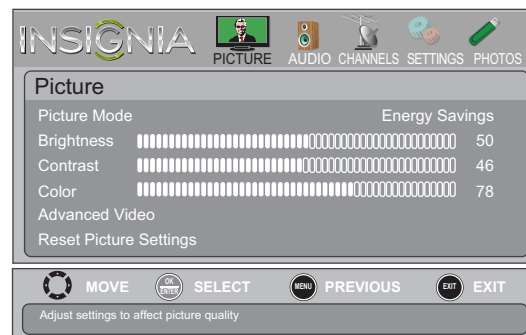 INSIGNIA
PICTURE AUDIO CHANNELS SETTINGS PHOTOS
Picture
Picture Mode Energy Savings
Brightness 50
Contrast 46
Color 78
Advanced Video
Reset Picture Settings
MOVE OK ENTER SELECT MENU PREVIOUS EXIT EXIT
Adjust settings to affect picture quality